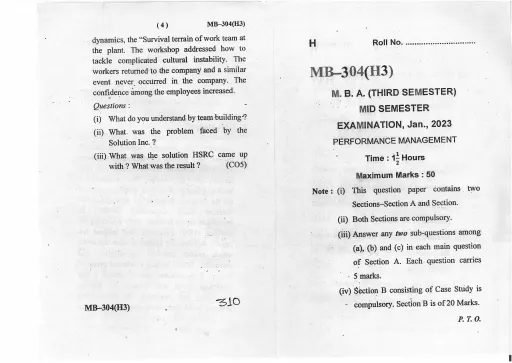 ( 4 ) MB-304(H3)
dynamics, the "Survival terrain of work team at
the plant. The workshop addressed how to
tackle complicated cultural instability. The
workers returned to the company and a similar
event never occurred in the company. The
confidence among the employees increased.
Questions :
(i) What do you understand by team building ?
(ii) What was the problem faced by the
Solution Inc. ?
(iii) What was the solution HSRC came up
with ? What was the result ? (CO5)
MB-304(H3) 310
H Roll No. ..............................
MB-304(H3)
M. B. A. (THIRD SEMESTER)
MID SEMESTER
EXAMINATION, Jan., 2023
PERFORMANCE MANAGEMENT
Time : 1½ Hours
Maximum Marks : 50
Note : (i) This question paper contains two
Sections-Section A and Section.
(ii) Both Sections are compulsory.
(iii) Answer any two sub-questions among
(a), (b) and (c) in each main question
of Section A. Each question carries
5 marks.
(iv) Section B consisting of Case Study is
compulsory. Section B is of 20 Marks.
P. T. O.